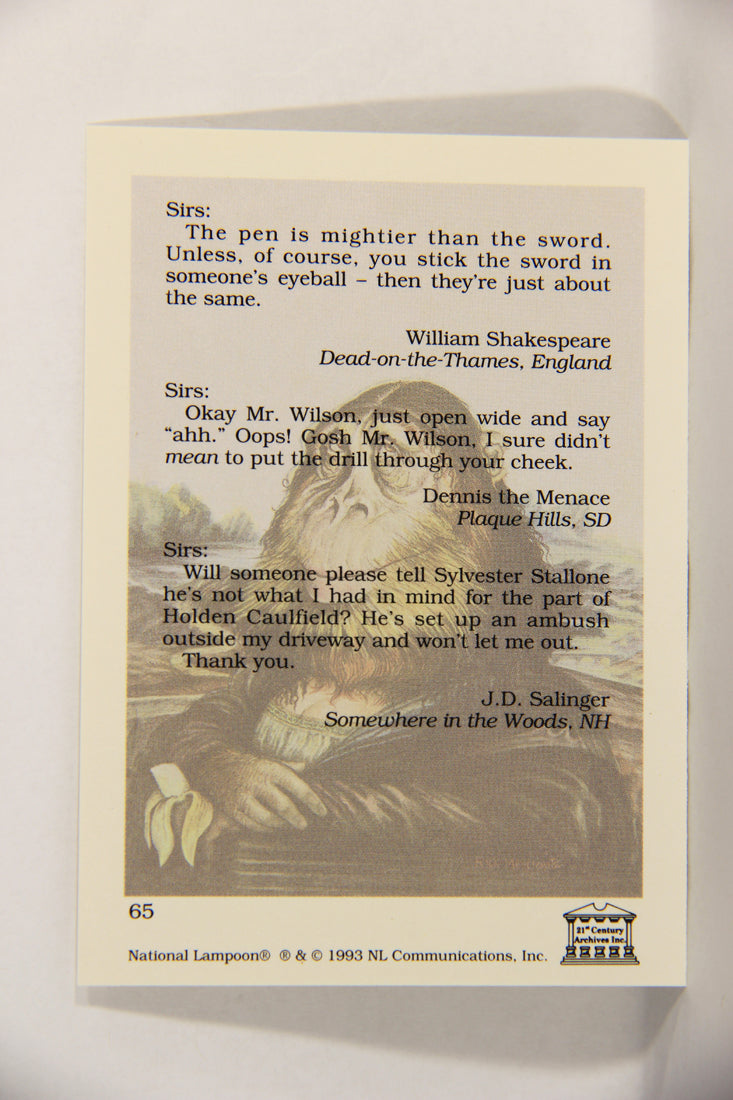 Sirs:
The pen is mightier than the sword.
Unless, of course, you stick the sword in
someone's eyeball – then they're just about
the same.
William Shakespeare
Dead-on-the-Thames, England
Sirs:
Okay Mr. Wilson, just open wide and say
“ahh.” Oops! Gosh Mr. Wilson, I sure didn't
mean to put the drill through your cheek.
Dennis the Menace
Plaque Hills, SD
Sirs:
Will someone please tell Sylvester Stallone
he's not what I had in mind for the part of
Holden Caulfield? He's set up an ambush
outside my driveway and won't let me out.
Thank you.
J.D. Salinger
Somewhere in the Woods, NH
65
21st Century
Archives Inc.
National Lampoon® ® & © 1993 NL Communications, Inc.